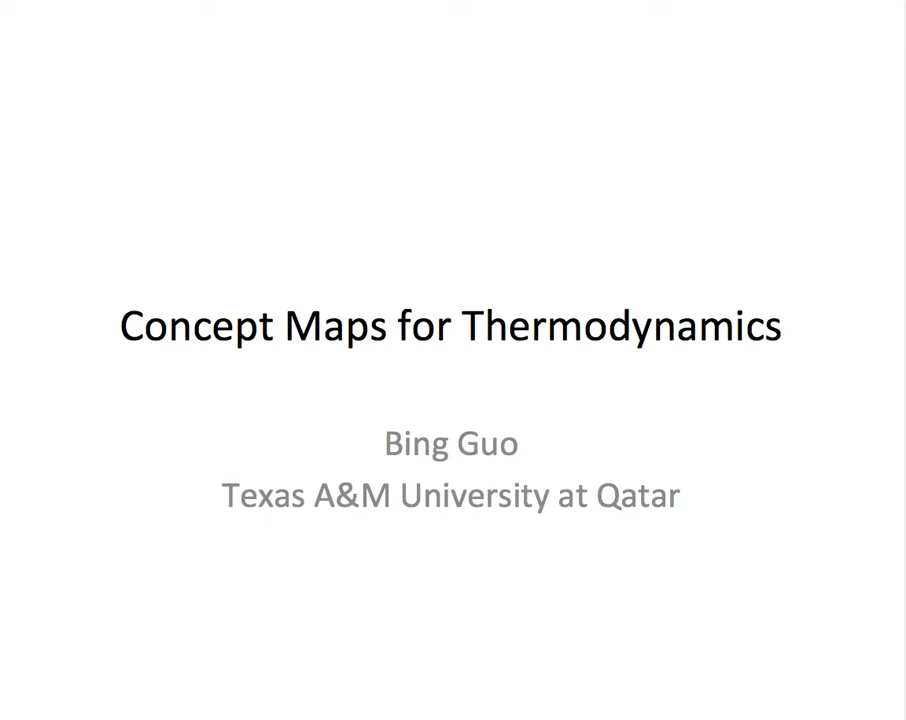 Concept Maps for Thermodynamics
Bing Guo
Texas A&M University at Qatar